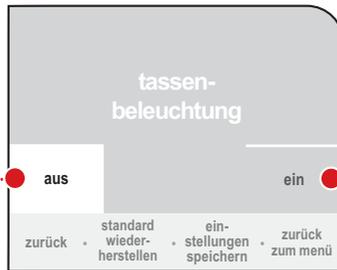 tassen-
beleuchtung
aus
ein
zurück
standard
wieder-
herstellen
ein-
stellungen
speichern
zurück
zum menü